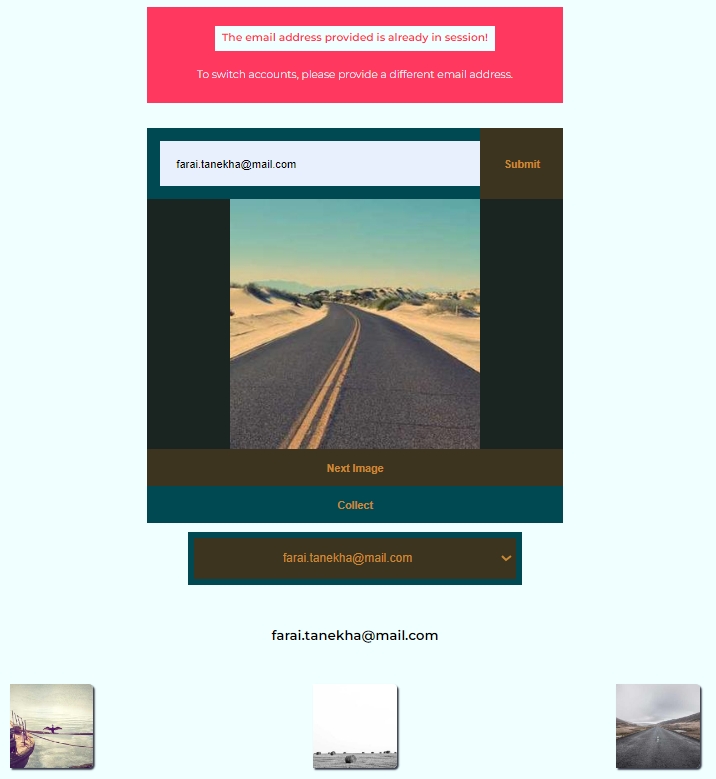 The email address provided is already in session!
To switch accounts, please provide a different email address.
farai.tanekha@mail.com
Submit
Next Image
Collect
farai.tanekha@mail.com
farai.tanekha@mail.com